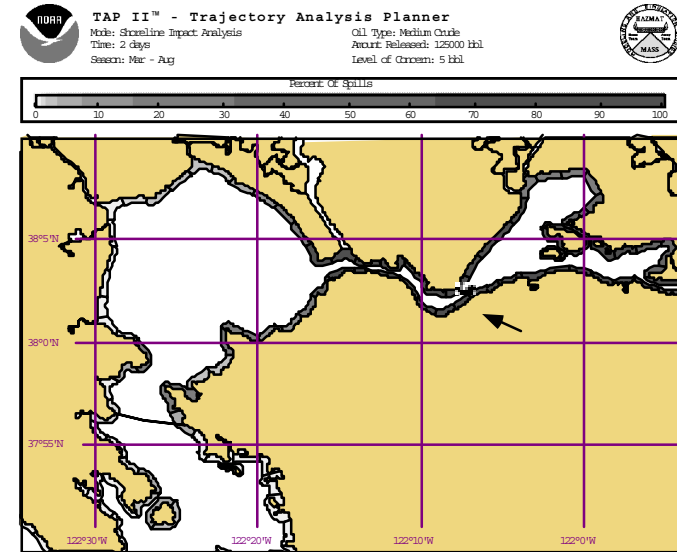 NOAA
TAP II™ - Trajectory Analysis Planner
Mode: Shoreline Impact Analysis
Time: 2 days
Season: Mar - Aug
Oil Type: Medium Crude
Amount Released: 125000 bbl
Level of Concern: 5 bbl
HAZMAT
MASS
Percent Of Spills
0 10 20 30 40 50 60 70 80 90 100
38°5'N
38°0'N
37°55'N
122°30'W 122°20'W 122°10'W 122°0'W